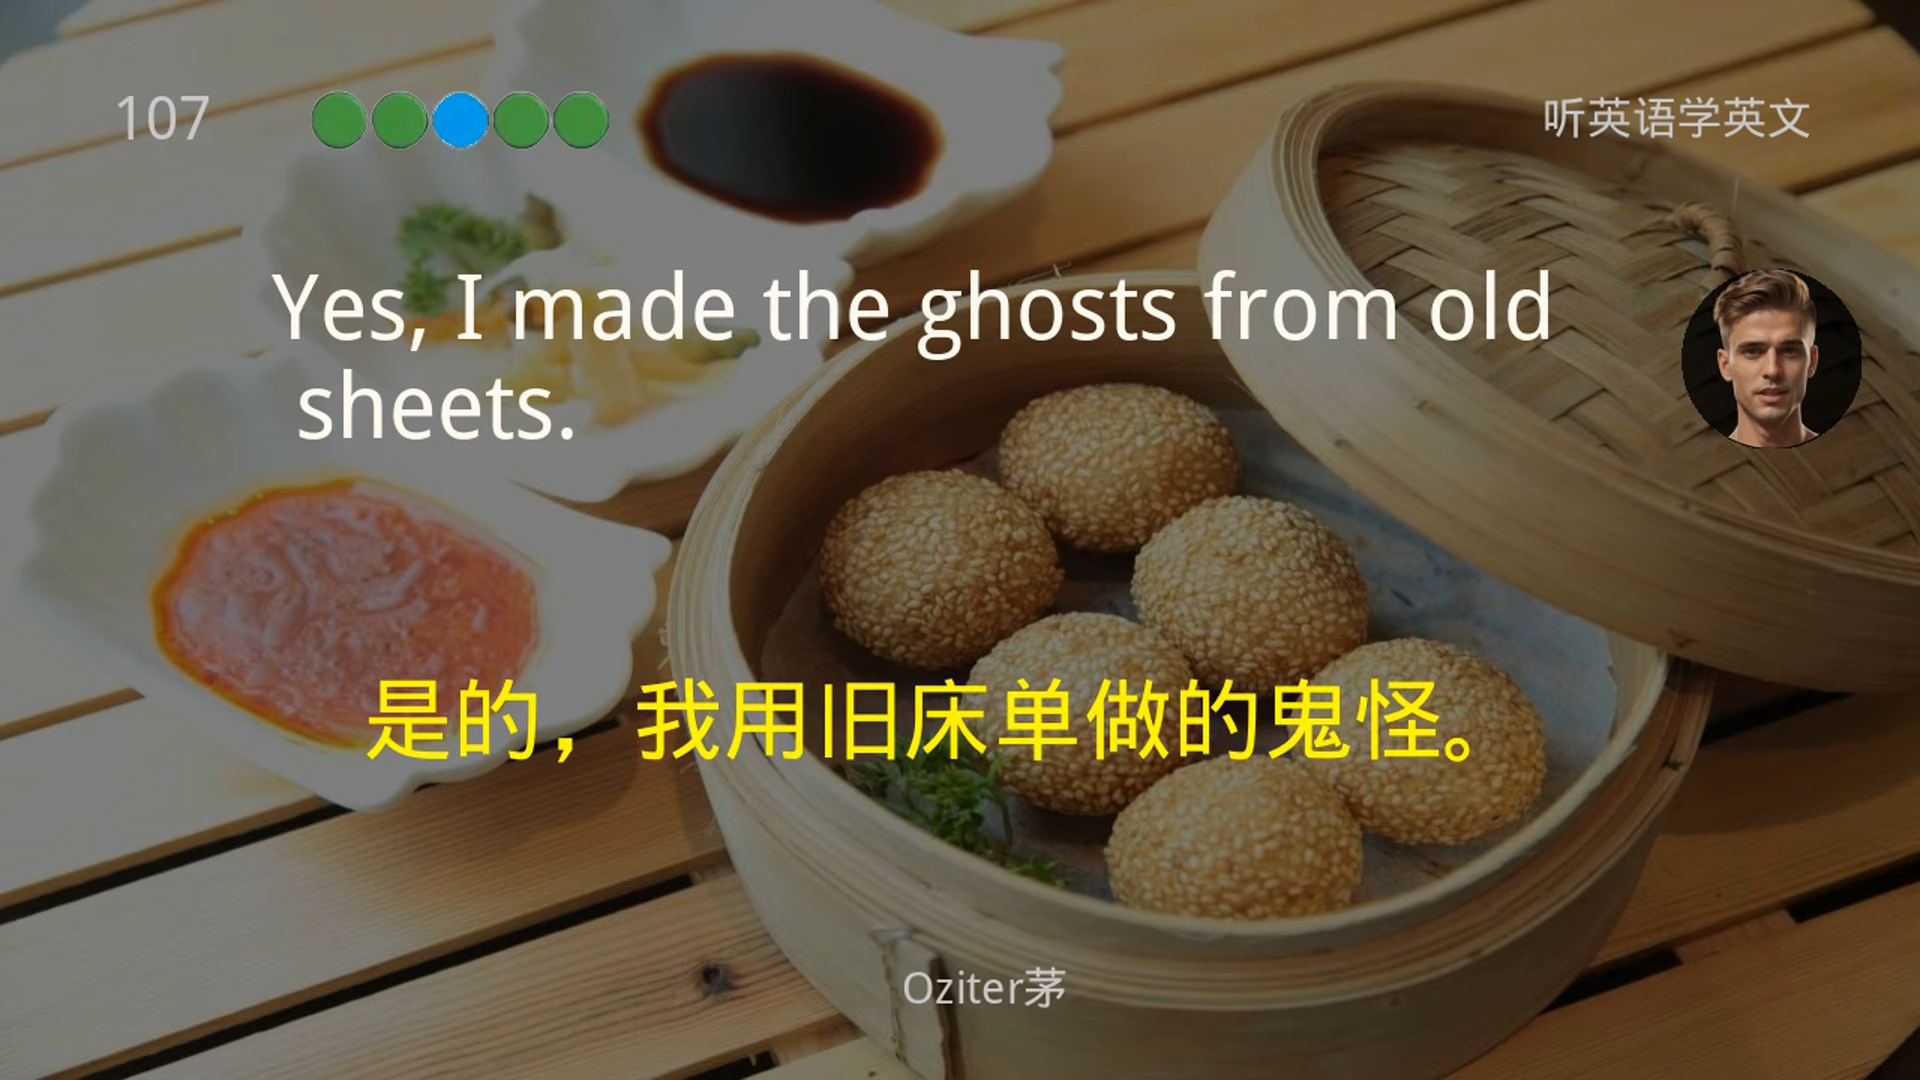 107
听英语学英文
Yes, I made the ghosts from old
sheets.
是的，我用旧床单做的鬼怪。
Oziter茅